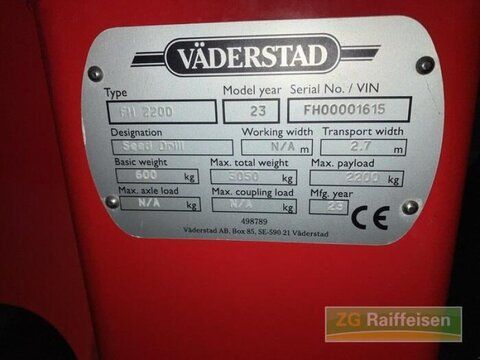 VÄDERSTAD
Type Model year Serial No. / VIN
FH 2200 23 FH00001615
Designation Working width Transport width
Seed Drill N/A m 2.7 m
Basic weight Max. total weight Max. payload
600 kg 3050 kg 2200 kg
Max. axle load Max. coupling load Mfg. year
N/A kg N/A kg 23
CE
498789
Väderstad AB, Box 85, SE-590 21 Väderstad
ZG Raiffeisen